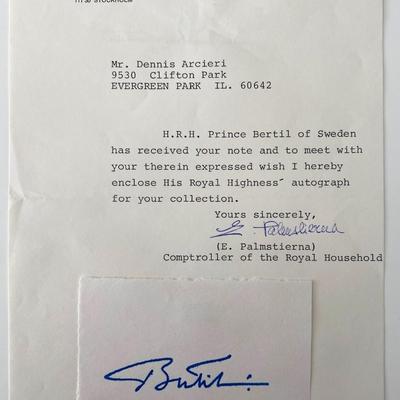 STOCKHOLM
Mr. Dennis Arcieri
9530 Clifton Park
EVERGREEN PARK IL. 60642
H.R.H. Prince Bertil of Sweden
has received your note and to meet with
your therein expressed wish I hereby
enclose His Royal Highness´ autograph
for your collection.
Yours sincerely,
E. Palmstierna
(E. Palmstierna)
Comptroller of the Royal Household
Bertil